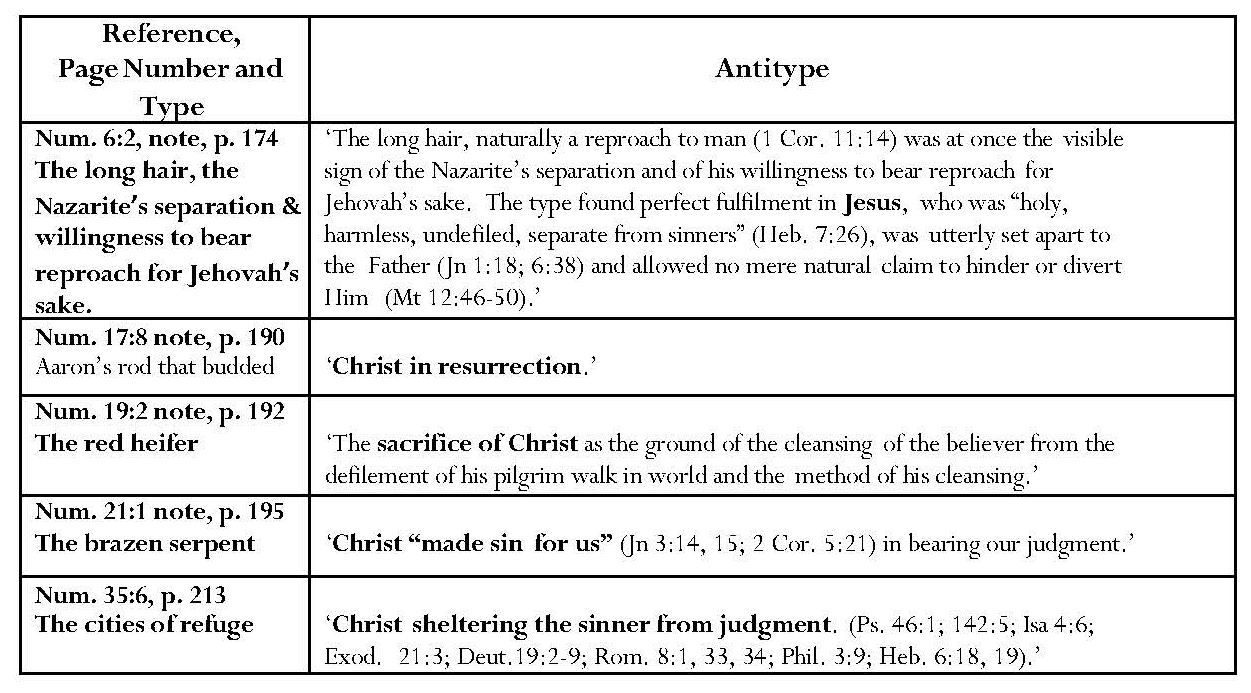 Reference,
Page Number and
Type
Antitype
Num. 6:2, note, p. 174
The long hair, the
Nazarite's separation &
willingness to bear
reproach for Jehovah's
sake.
‘The long hair, naturally a reproach to man (1 Cor. 11:14) was at once the visible
sign of the Nazarite's separation and of his willingness to bear reproach for
Jehovah's sake. The type found perfect fulfilment in Jesus, who was “holy,
harmless, undefiled, separate from sinners” (Heb. 7:26), was utterly set apart to
the Father (Jn 1:18; 6:38) and allowed no mere natural claim to hinder or divert
Him (Mt 12:46-50).’
Num. 17:8 note, p. 190
Aaron's rod that budded
‘Christ in resurrection.’
Num. 19:2 note, p. 192
The red heifer
‘The sacrifice of Christ as the ground of the cleansing of the believer from the
defilement of his pilgrim walk in world and the method of his cleansing.’
Num. 21:1 note, p. 195
The brazen serpent
‘Christ “made sin for us” (Jn 3:14, 15; 2 Cor. 5:21) in bearing our judgment.’
Num. 35:6, p. 213
The cities of refuge
‘Christ sheltering the sinner from judgment. (Ps. 46:1; 142:5; Isa 4:6;
Exod. 21:3; Deut.19:2-9; Rom. 8:1, 33, 34; Phil. 3:9; Heb. 6:18, 19).’